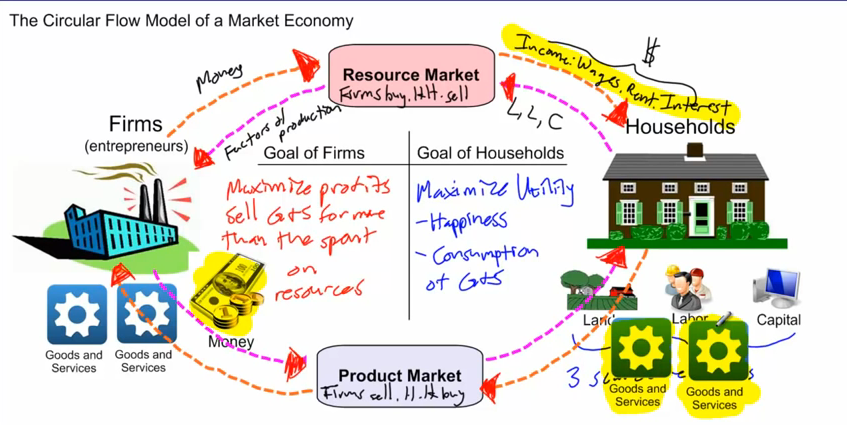 The Circular Flow Model of a Market Economy
Money
Resource Market
Firms buy. H.H. sell
$
Income: Wages, Rent, Interest
Firms
(entrepreneurs)
Factors of
production
L, L, C
Households
Goal of Firms
Goal of Households
Maximize profits
Sell G&S for more
than the spent
on
resources
Maximize Utility
- Happiness
- Consumption
of G&S
Goods and
Services
Goods and
Services
Money
Land
Labor
Capital
3
Goods and
Services
Goods and
Services
Product Market
Firms sell. H.H. buy